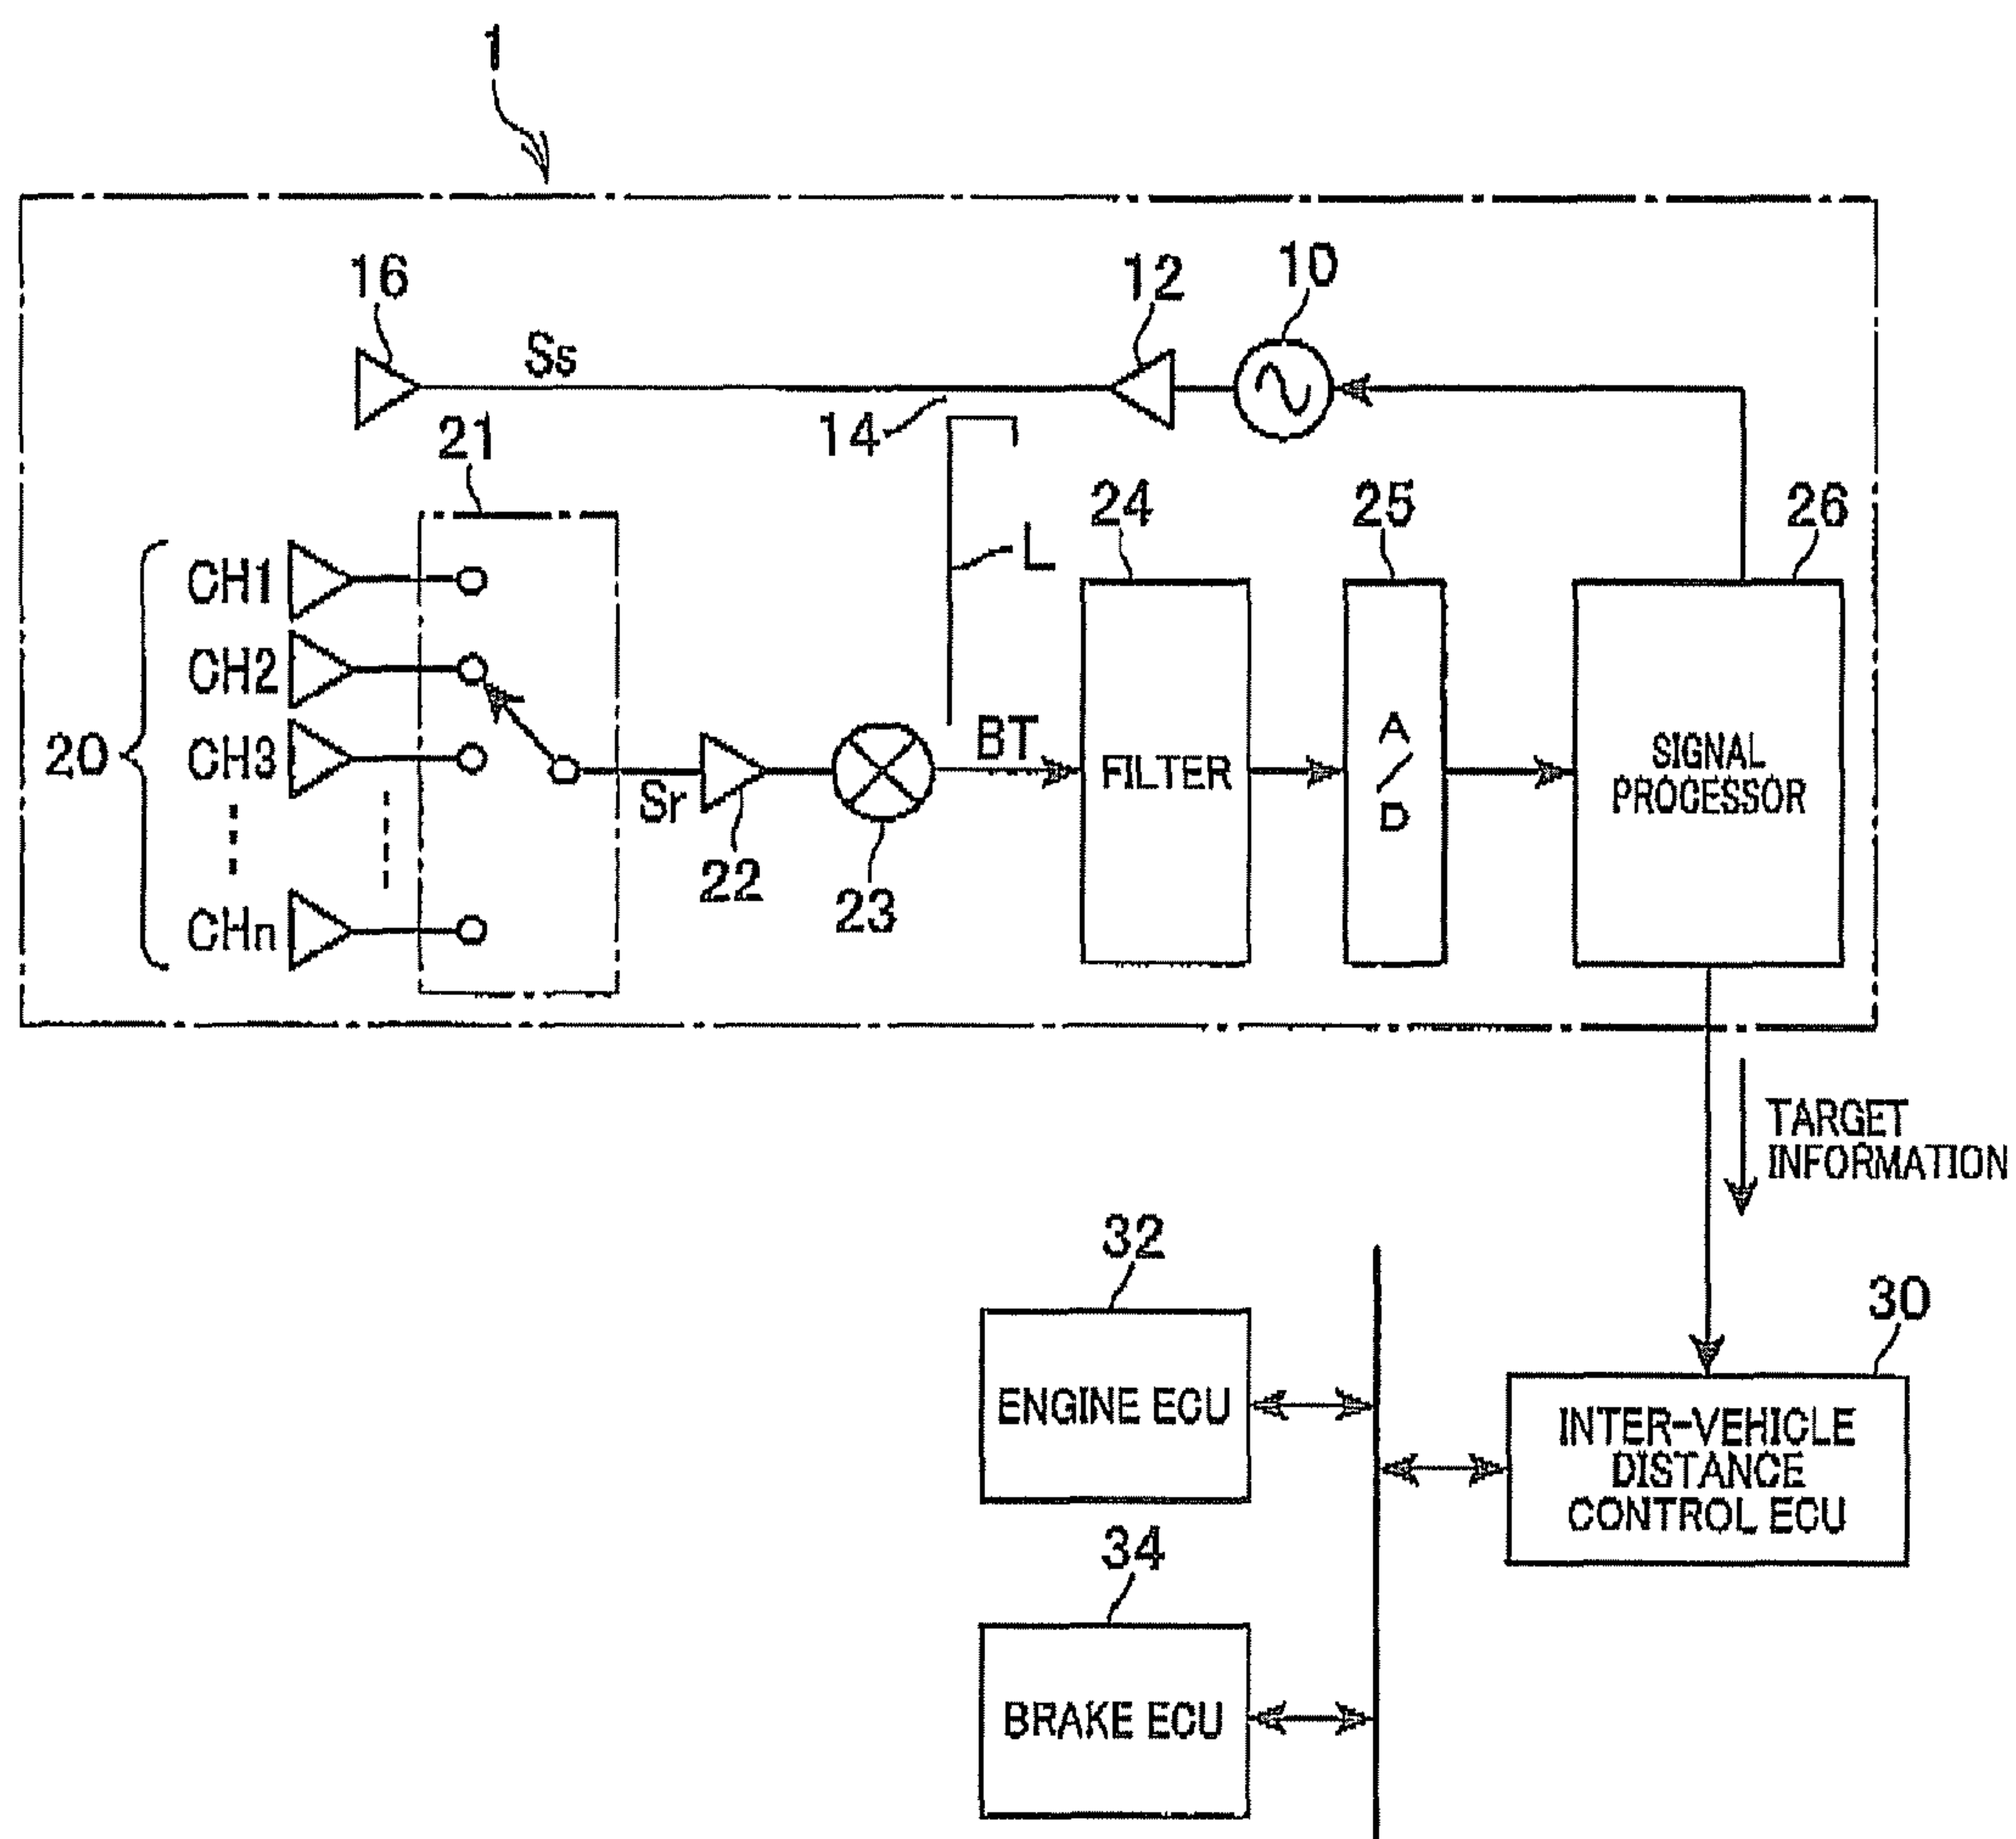 1
16
12
10
Ss
14
21
24
25
26
L
CH1
CH2
CH3
CHn
20
Sr
22
23
BT
FILTER
A
/
D
SIGNAL
PROCESSOR
TARGET
INFORMATION
32
30
ENGINE ECU
INTER-VEHICLE
DISTANCE
CONTROL ECU
34
BRAKE ECU